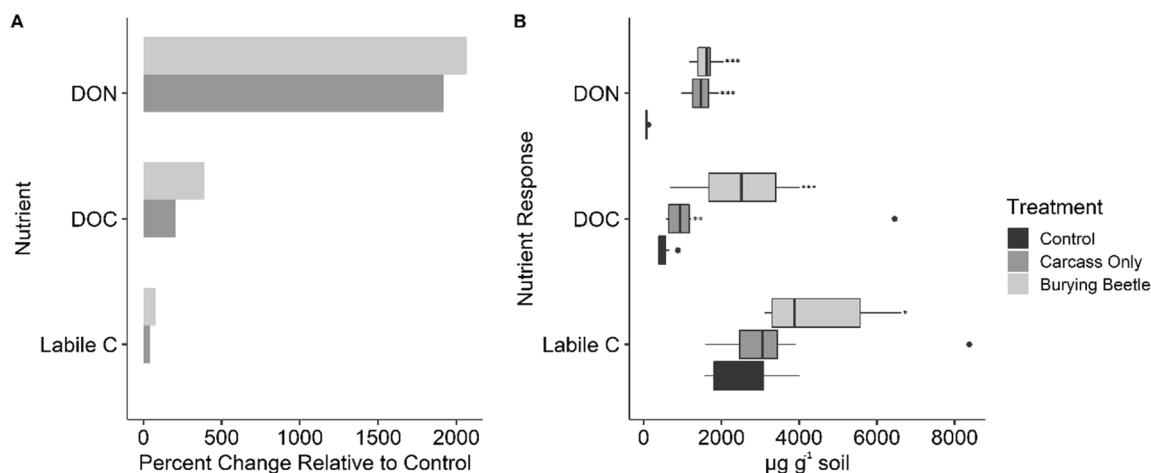 A
DON
DOC
Labile C
Nutrient
0 500 1000 1500 2000
Percent Change Relative to Control
B
DON
***
***
DOC
***
**
Labile C
*
Nutrient Response
0 2000 4000 6000 8000
µg g⁻¹ soil
Treatment
Control
Carcass Only
Burying Beetle